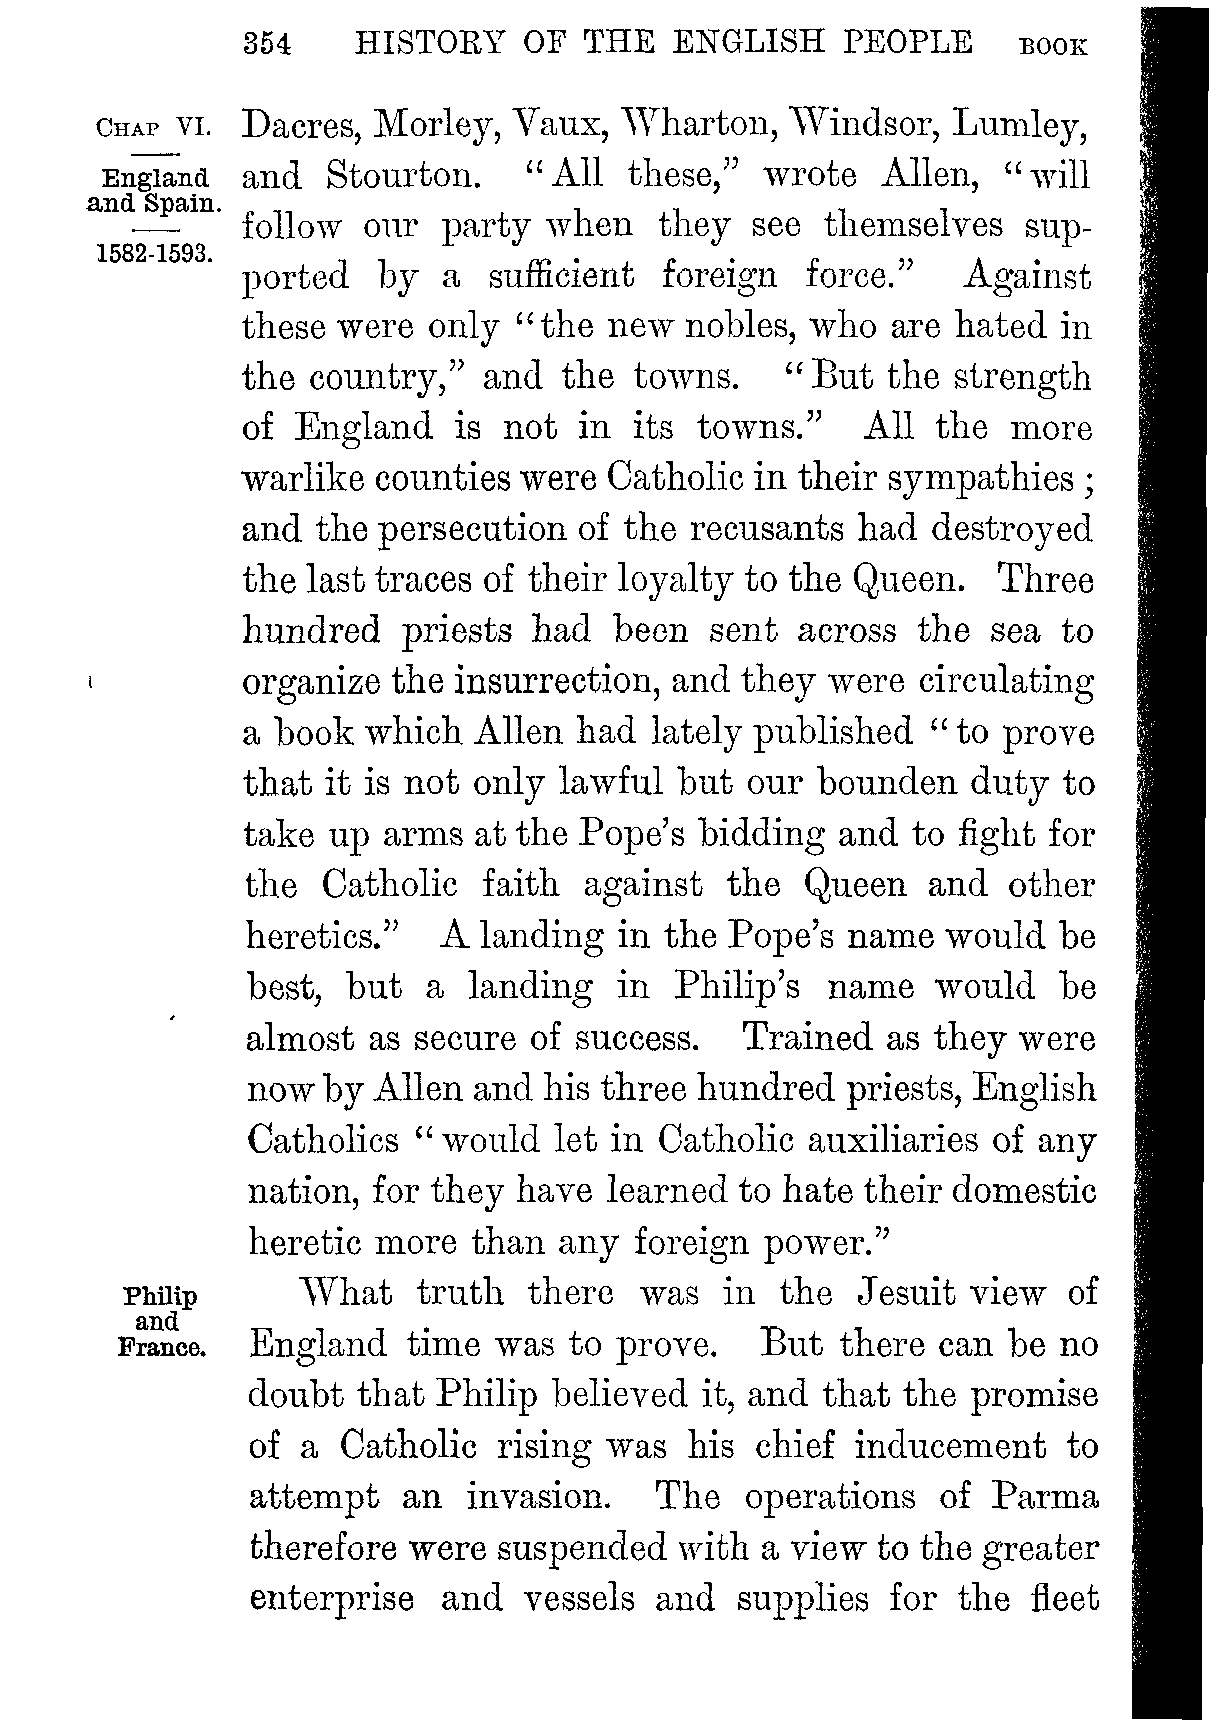 354 HISTORY OF THE ENGLISH PEOPLE BOOK
CHAP VI.
England
and Spain.
1582-1593.
Dacres, Morley, Vaux, Wharton, Windsor, Lumley,
and Stourton. “All these,” wrote Allen, “will
follow our party when they see themselves sup-
ported by a sufficient foreign force.” Against
these were only “the new nobles, who are hated in
the country,” and the towns. “But the strength
of England is not in its towns.” All the more
warlike counties were Catholic in their sympathies ;
and the persecution of the recusants had destroyed
the last traces of their loyalty to the Queen. Three
hundred priests had been sent across the sea to
organize the insurrection, and they were circulating
a book which Allen had lately published “to prove
that it is not only lawful but our bounden duty to
take up arms at the Pope’s bidding and to fight for
the Catholic faith against the Queen and other
heretics.” A landing in the Pope’s name would be
best, but a landing in Philip’s name would be
almost as secure of success. Trained as they were
now by Allen and his three hundred priests, English
Catholics “would let in Catholic auxiliaries of any
nation, for they have learned to hate their domestic
heretic more than any foreign power.”
Philip
and
France.
What truth there was in the Jesuit view of
England time was to prove. But there can be no
doubt that Philip believed it, and that the promise
of a Catholic rising was his chief inducement to
attempt an invasion. The operations of Parma
therefore were suspended with a view to the greater
enterprise and vessels and supplies for the fleet